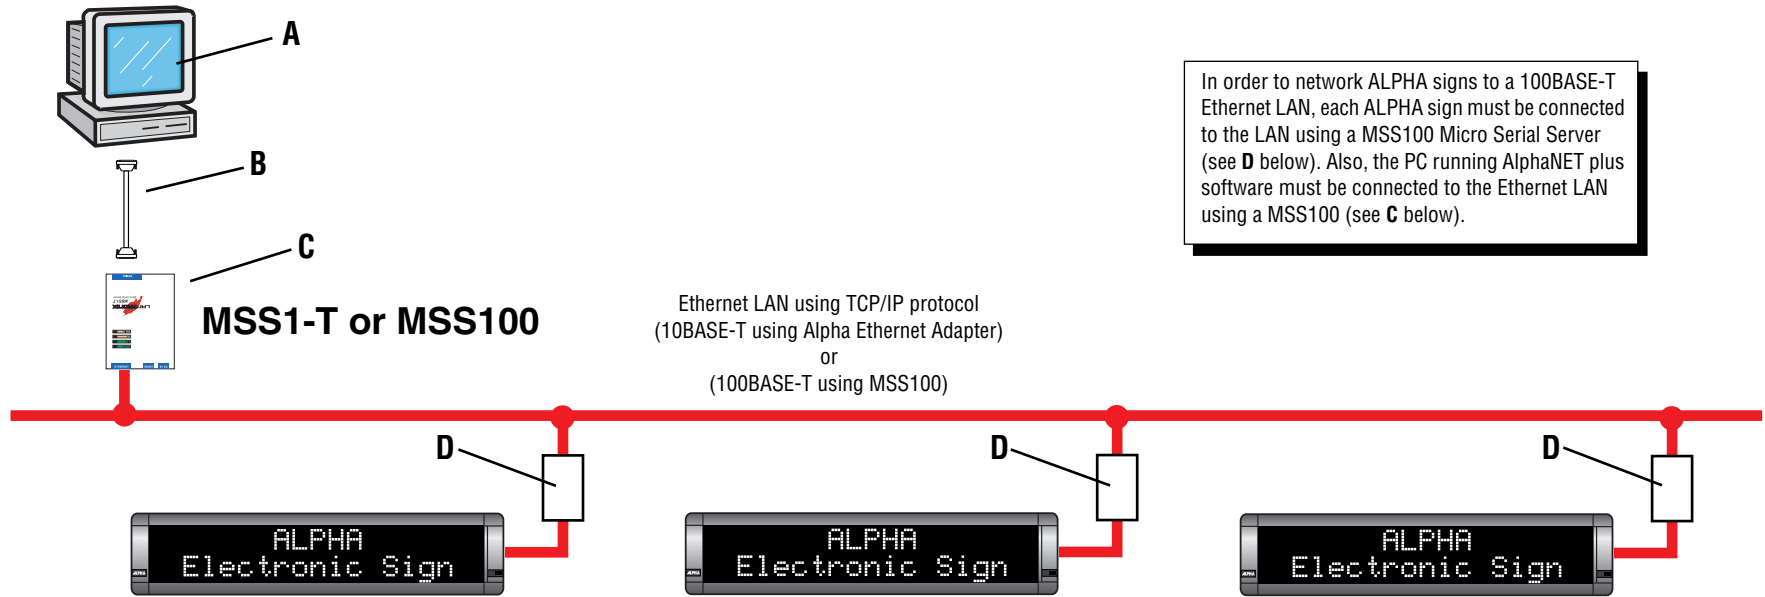 A
B
C
MSS1-T or MSS100
In order to network ALPHA signs to a 100BASE-T
Ethernet LAN, each ALPHA sign must be connected
to the LAN using a MSS100 Micro Serial Server
(see D below). Also, the PC running AlphaNET plus
software must be connected to the Ethernet LAN
using a MSS100 (see C below).
Ethernet LAN using TCP/IP protocol
(10BASE-T using Alpha Ethernet Adapter)
or
(100BASE-T using MSS100)
D
D
D
ALPHA
Electronic Sign
ALPHA
ALPHA
Electronic Sign
ALPHA
ALPHA
Electronic Sign
ALPHA